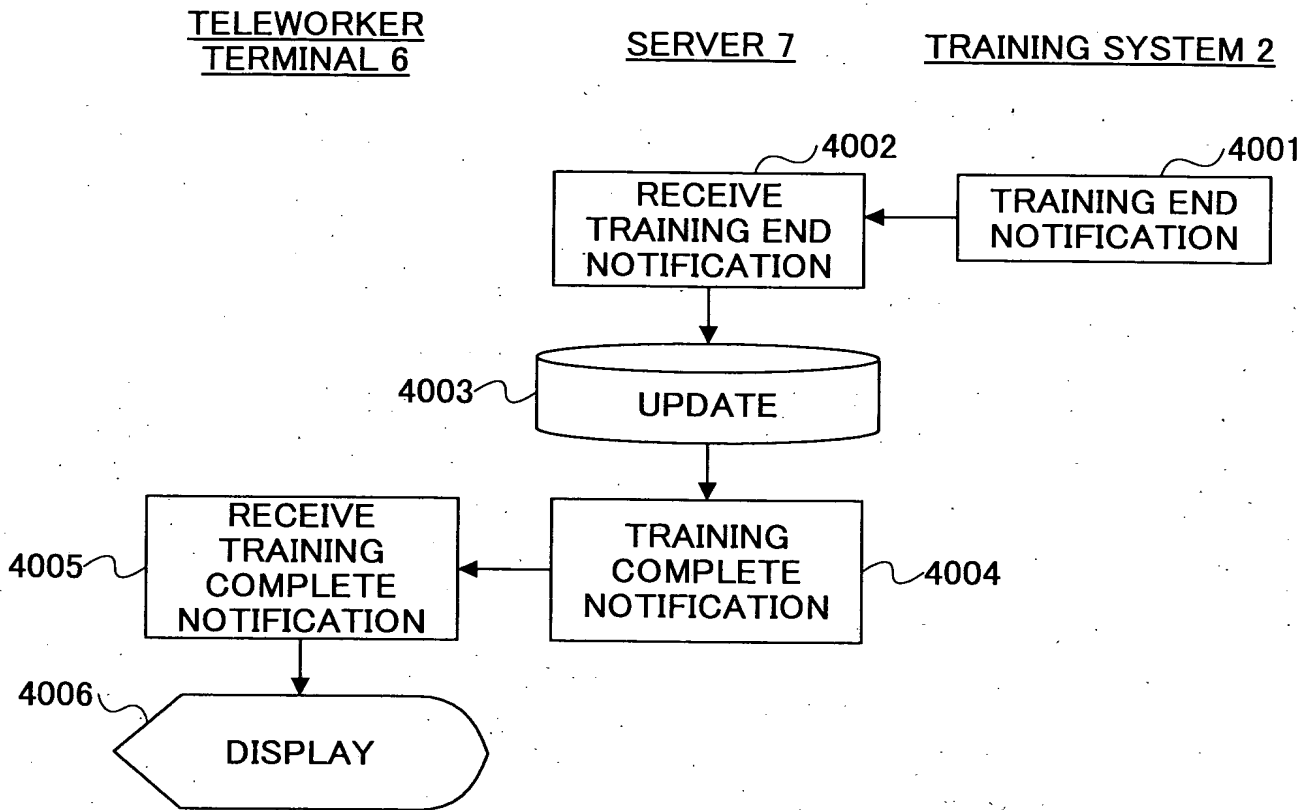 TELEWORKER
TERMINAL 6
SERVER 7
TRAINING SYSTEM 2
4002
4001
RECEIVE
TRAINING END
NOTIFICATION
TRAINING END
NOTIFICATION
4003
UPDATE
4005
RECEIVE
TRAINING
COMPLETE
NOTIFICATION
TRAINING
COMPLETE
NOTIFICATION
4004
4006
DISPLAY